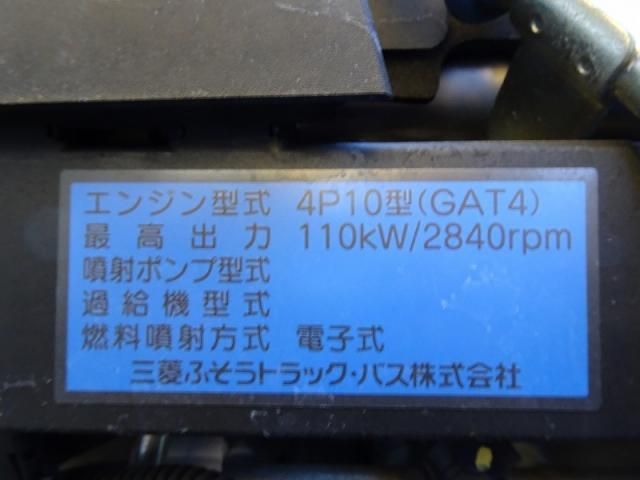 エンジン型式 4P10型(GAT4)
最高出力 110kW/2840rpm
噴射ポンプ型式
過給機型式
燃料噴射方式 電子式
三菱ふそうトラック・バス株式会社